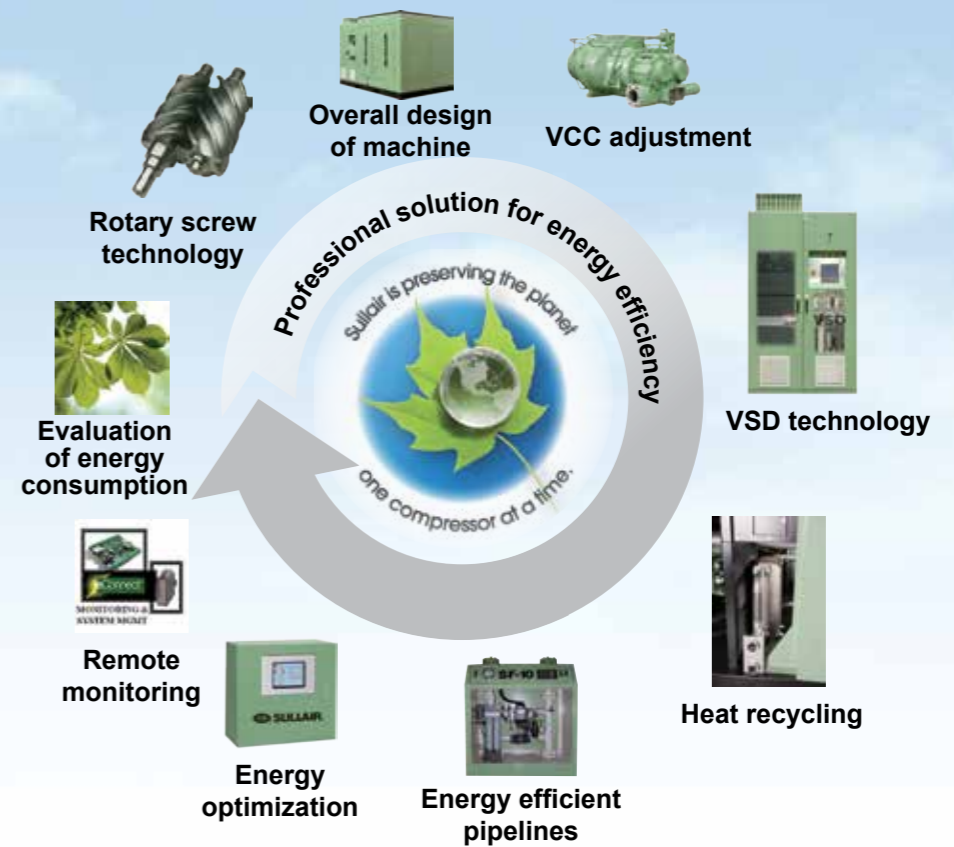 Overall design
of machine
VCC adjustment
Rotary screw
technology
Professional solution for energy efficiency
Sullair is preserving the planet
one compressor at a time.
VSD
VSD technology
Evaluation
of energy
consumption
Connect
MONITORING &
SYSTEM MGMT
Remote
monitoring
SULLAIR
Energy
optimization
SF-10
Energy efficient
pipelines
Heat recycling